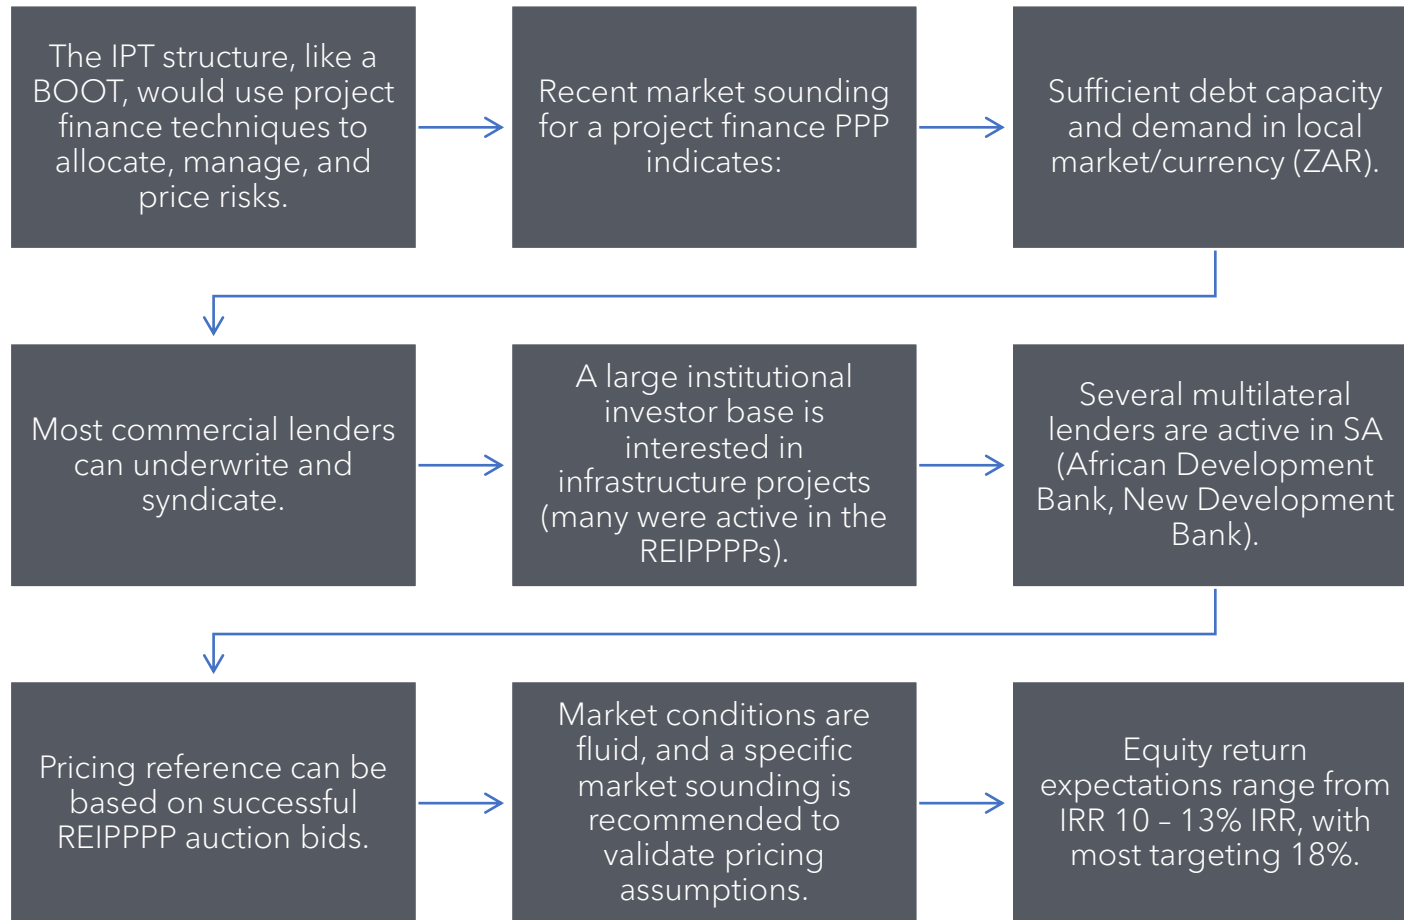 The IPT structure, like a
BOOT, would use project
finance techniques to
allocate, manage, and
price risks.
Recent market sounding
for a project finance PPP
indicates:
Sufficient debt capacity
and demand in local
market/currency (ZAR).
Most commercial lenders
can underwrite and
syndicate.
A large institutional
investor base is
interested in
infrastructure projects
(many were active in the
REIPPPPs).
Several multilateral
lenders are active in SA
(African Development
Bank, New Development
Bank).
Pricing reference can be
based on successful
REIPPPP auction bids.
Market conditions are
fluid, and a specific
market sounding is
recommended to
validate pricing
assumptions.
Equity return
expectations range from
IRR 10 – 13% IRR, with
most targeting 18%.